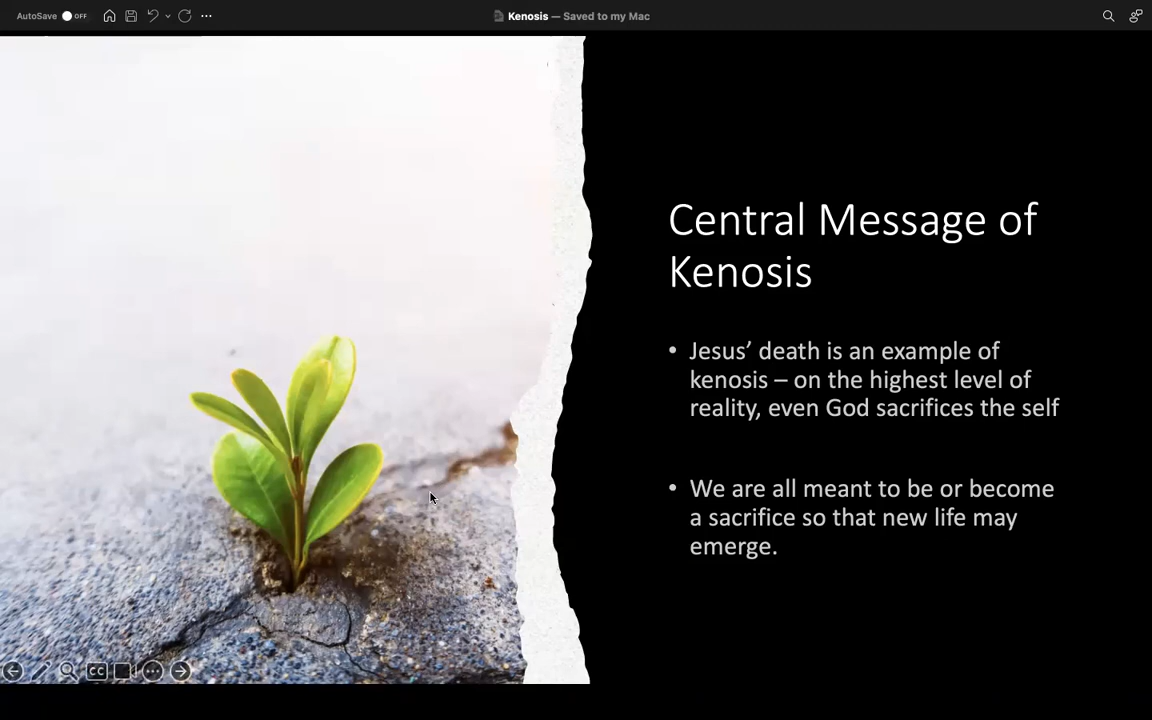 AutoSave OFF
Kenosis — Saved to my Mac
Central Message of
Kenosis
• Jesus’ death is an example of
kenosis – on the highest level of
reality, even God sacrifices the self
• We are all meant to be or become
a sacrifice so that new life may
emerge.
CC